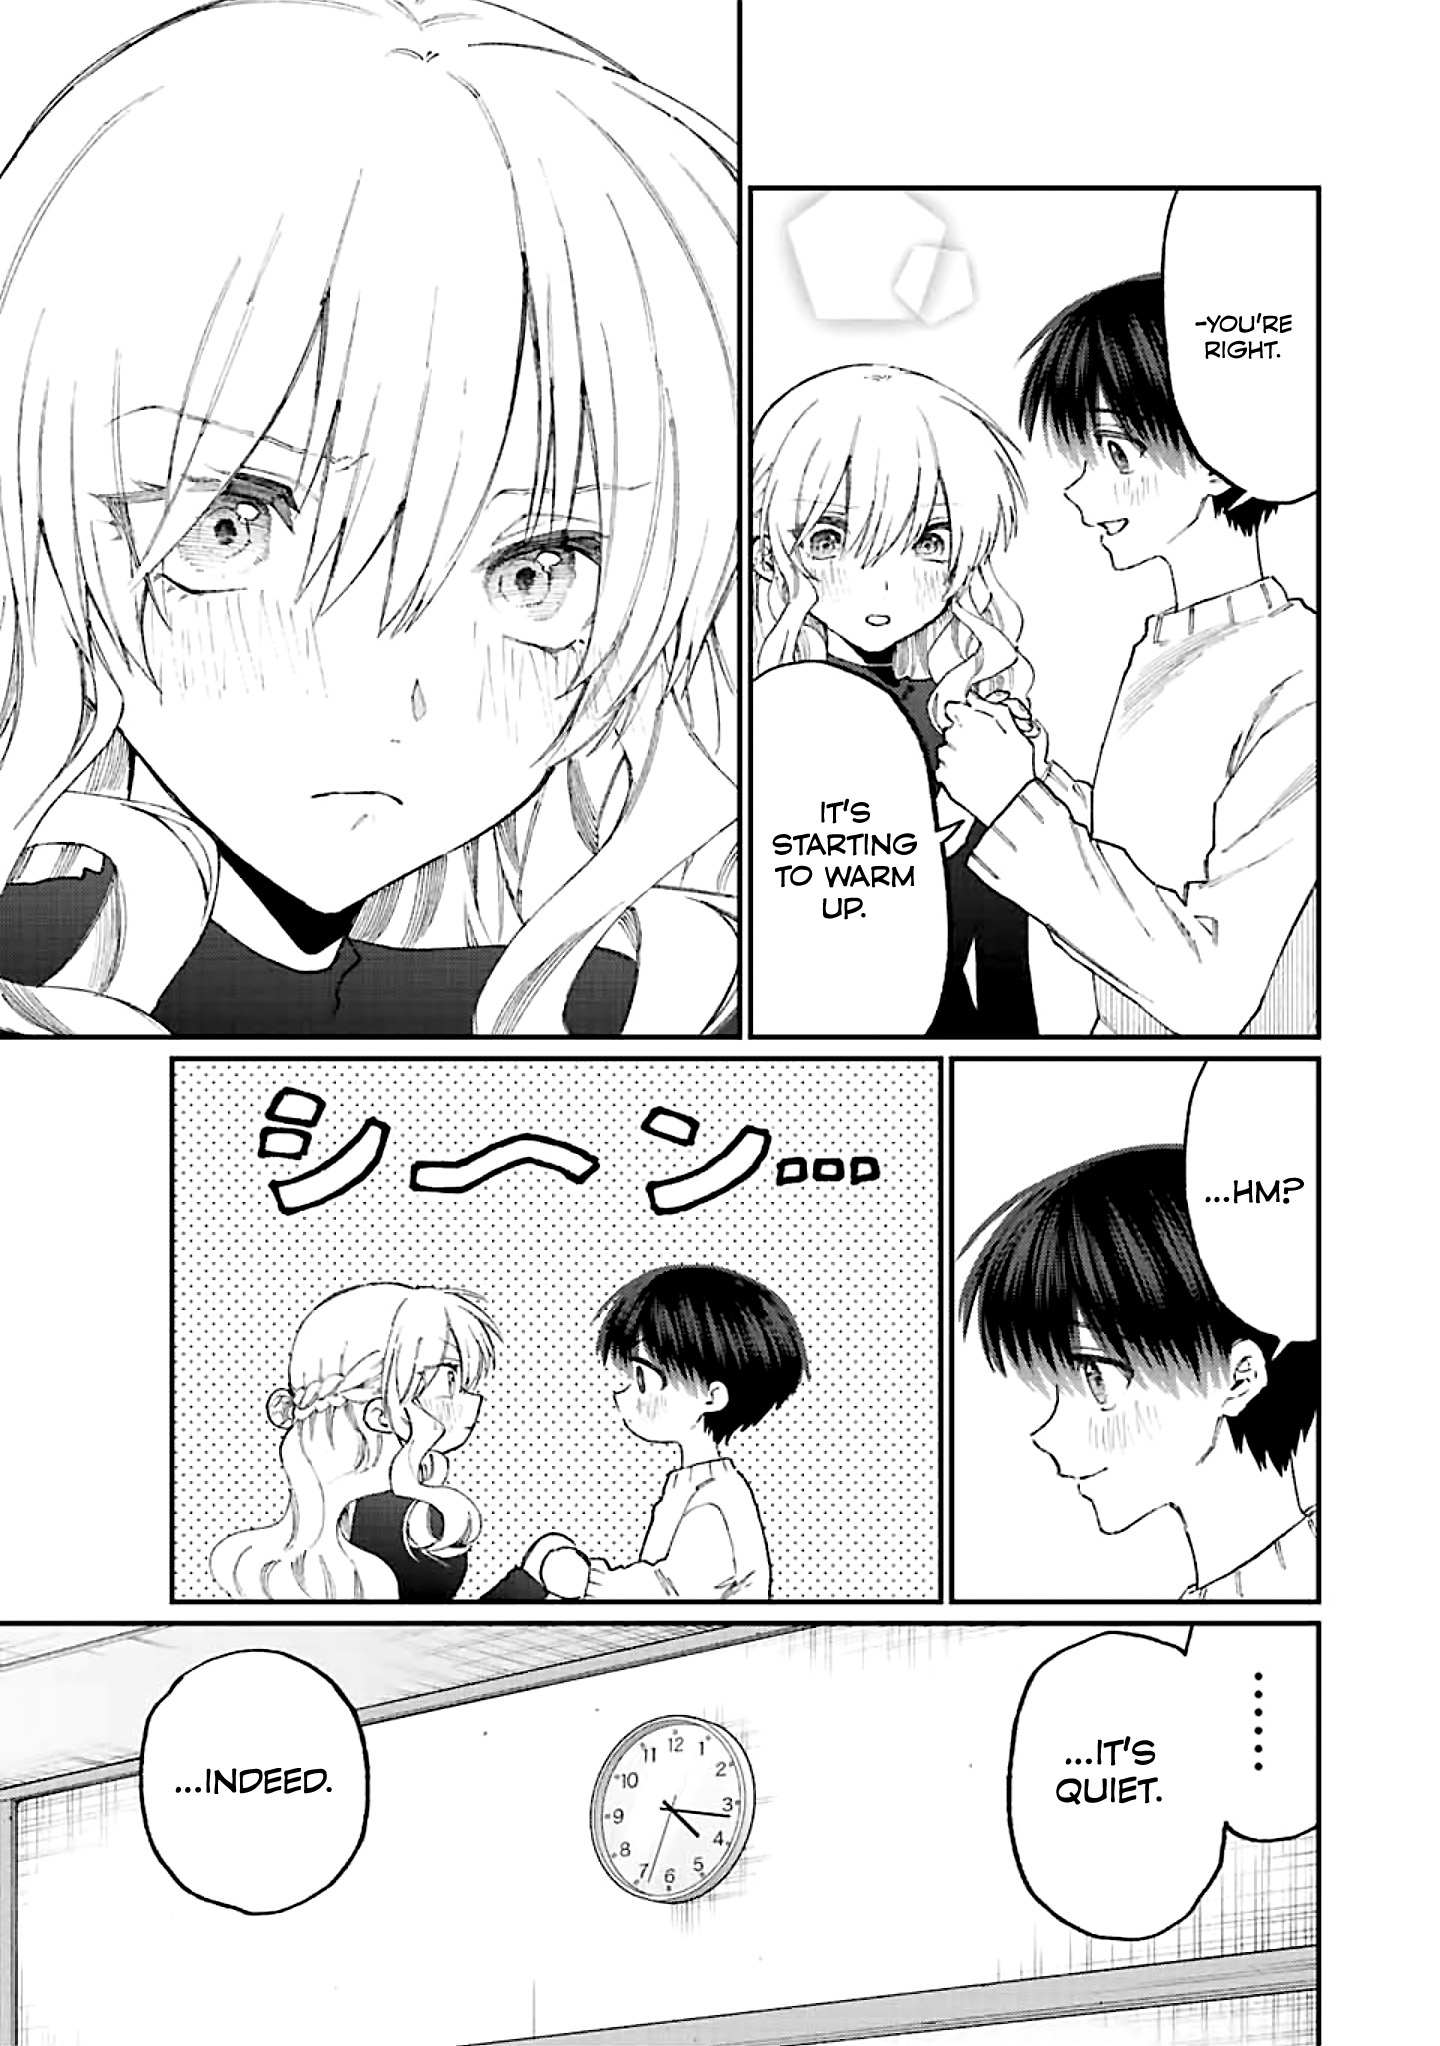 -YOU'RE
RIGHT.
IT'S
STARTING
TO WARM
UP.
...HM?
シーン...
......
...IT'S
QUIET.
...INDEED.
12
1
2
3
4
5
6
7
8
9
10
11